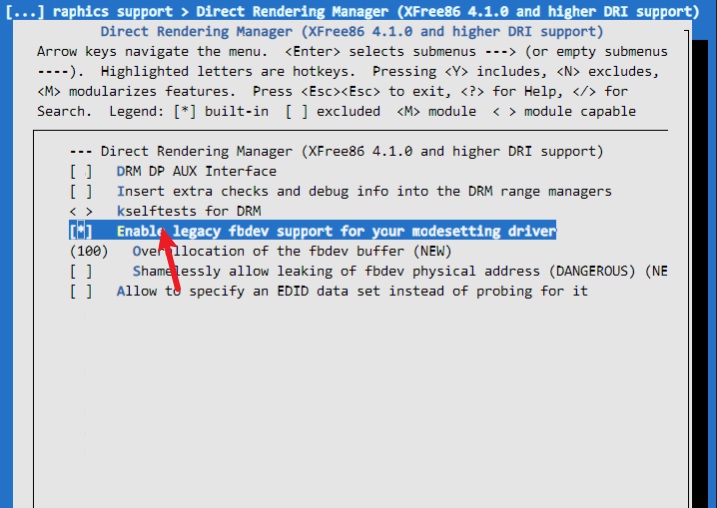 [...] raphics support > Direct Rendering Manager (XFree86 4.1.0 and higher DRI support)
Direct Rendering Manager (XFree86 4.1.0 and higher DRI support)
Arrow keys navigate the menu. <Enter> selects submenus ---> (or empty submenus
----). Highlighted letters are hotkeys. Pressing <Y> includes, <N> excludes,
<M> modularizes features. Press <Esc><Esc> to exit, <?> for Help, </> for
Search. Legend: [*] built-in [ ] excluded <M> module < > module capable
--- Direct Rendering Manager (XFree86 4.1.0 and higher DRI support)
[ ] DRM DP AUX Interface
[ ] Insert extra checks and debug info into the DRM range managers
< > kselftests for DRM
[*] Enable legacy fbdev support for your modesetting driver
(100) Overallocation of the fbdev buffer (NEW)
[ ] Shamelessly allow leaking of fbdev physical address (DANGEROUS) (NE
[ ] Allow to specify an EDID data set instead of probing for it